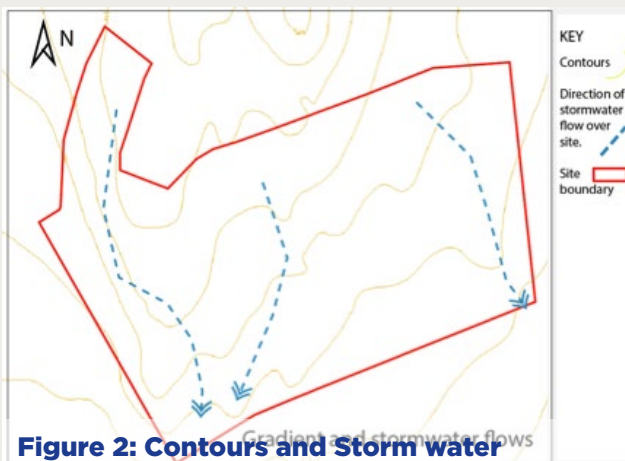 N
KEY
Contours
Direction of
stormwater
flow over
site.
Site
boundary
Gradient and stormwater flows
Figure 2: Contours and Storm water